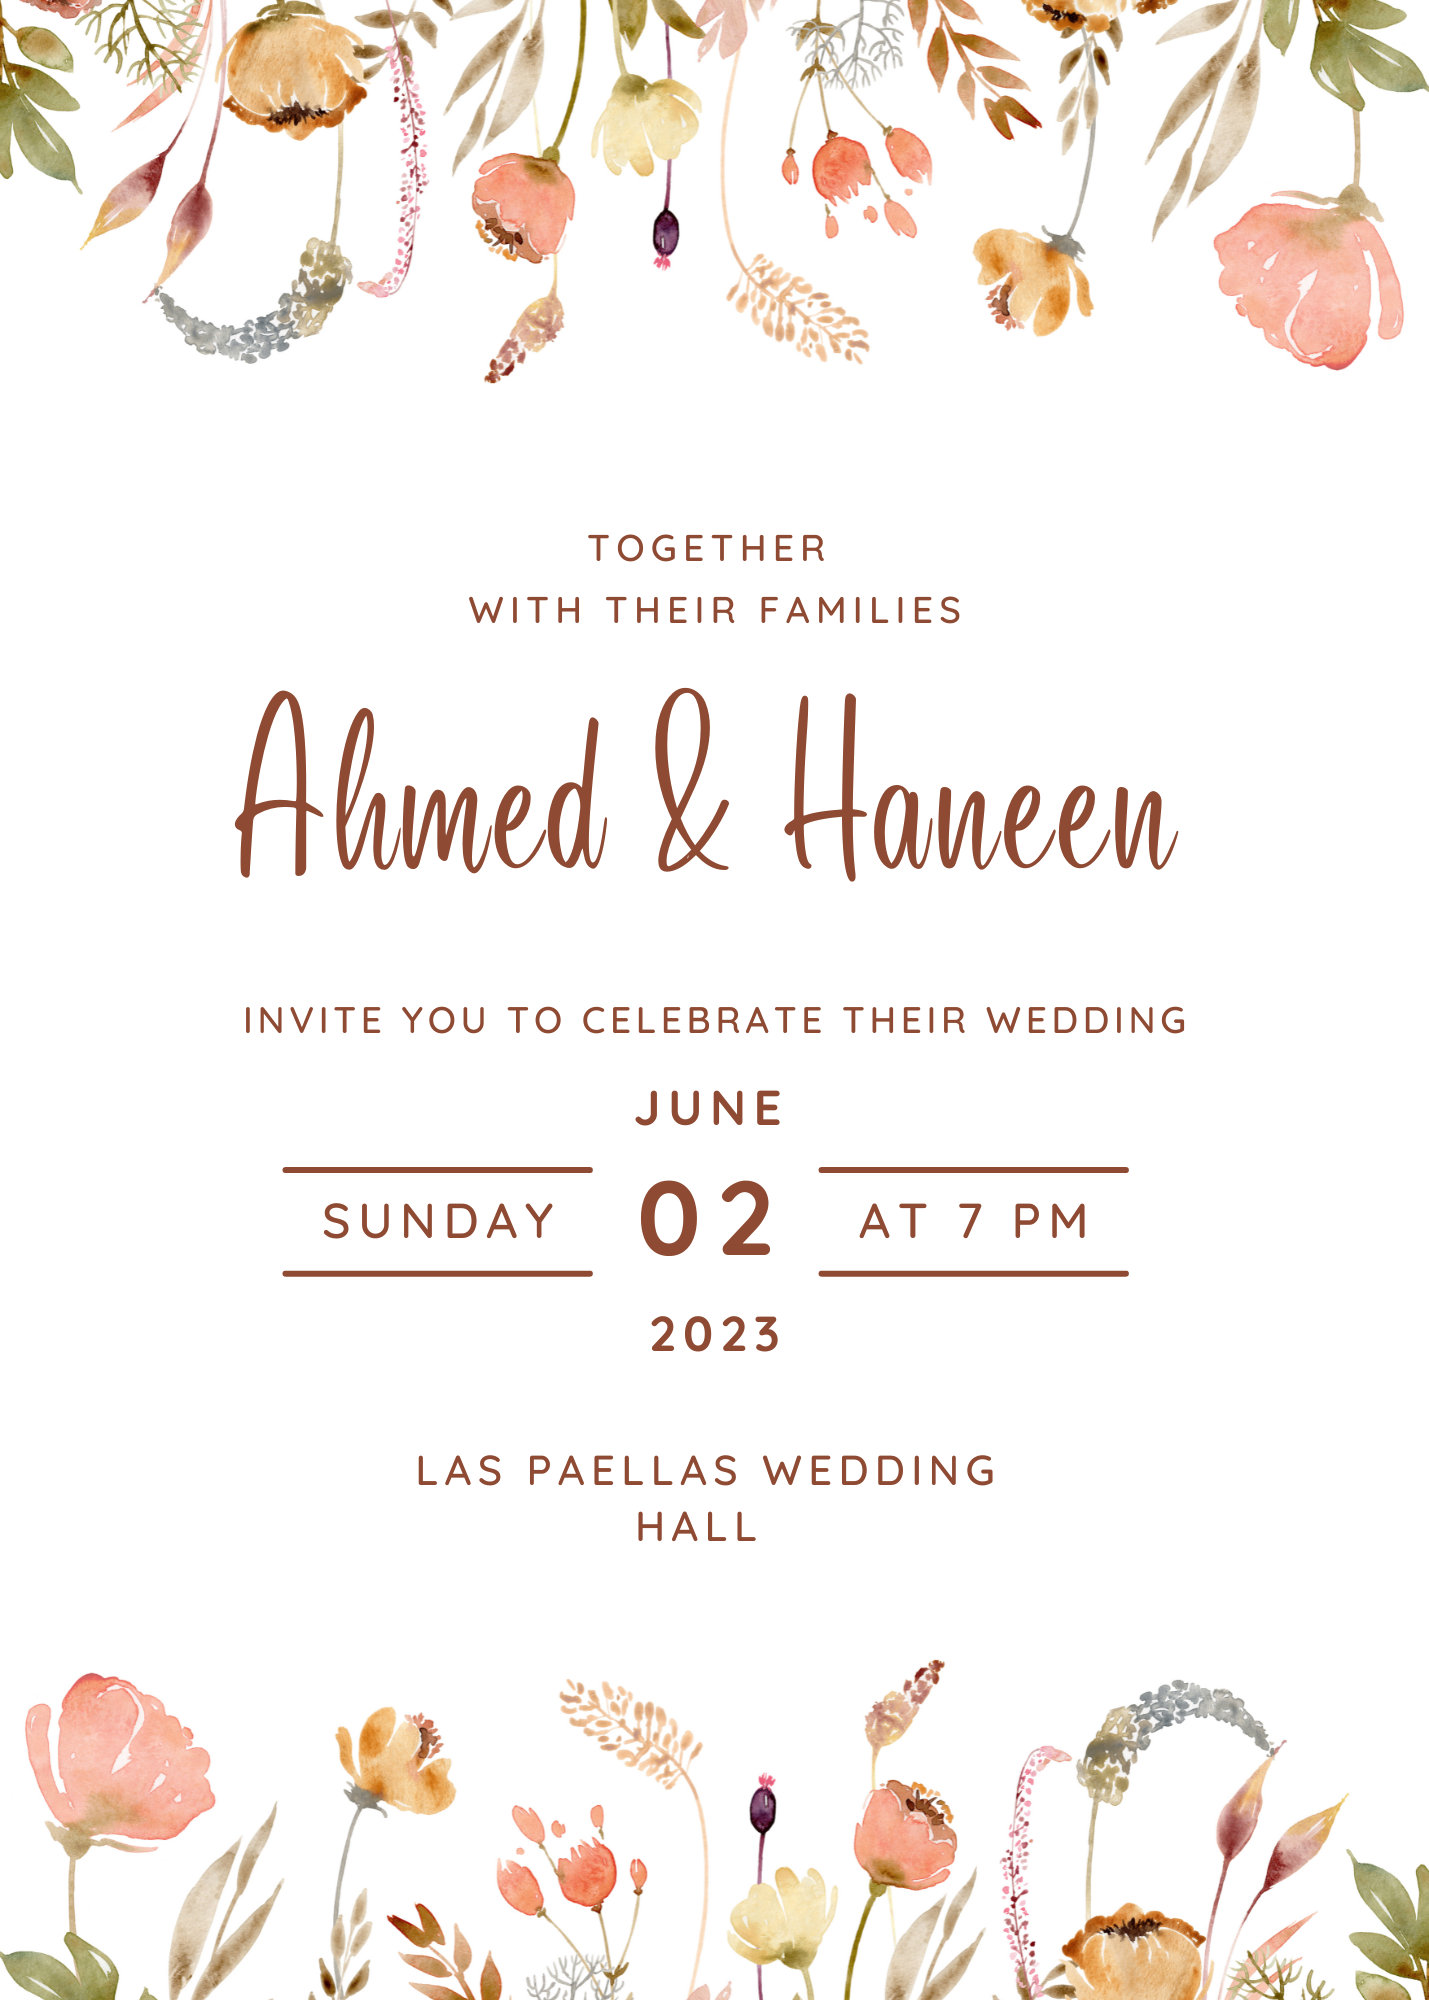 TOGETHER
WITH THEIR FAMILIES
Ahmed & Haneen
INVITE YOU TO CELEBRATE THEIR WEDDING
JUNE
SUNDAY 02 AT 7 PM
2023
LAS PAELLAS WEDDING
HALL